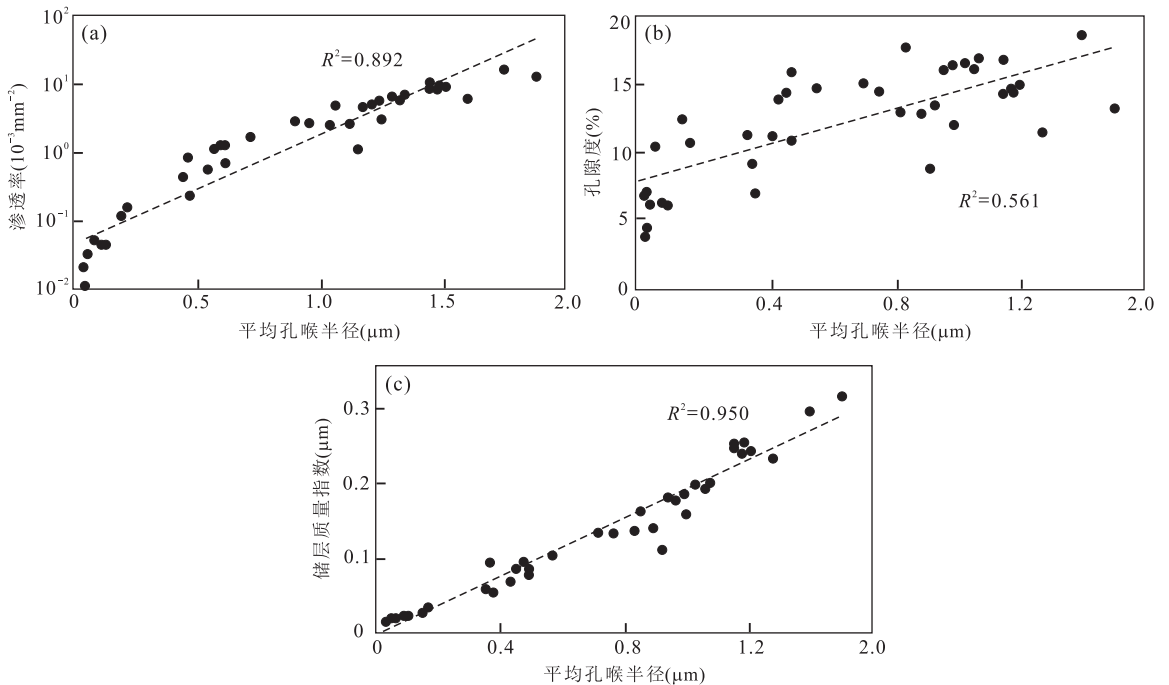 (a)
R²=0.892
10²
10¹
10⁰
10⁻¹
10⁻²
0
0.5
1.0
1.5
2.0
渗透率(10⁻³mm⁻²)
平均孔喉半径(μm)
(b)
R²=0.561
20
15
10
5
0
0
0.4
0.8
1.2
2.0
孔隙度(%)
平均孔喉半径(μm)
(c)
R²=0.950
0.3
0.2
0.1
0
0
0.4
0.8
1.2
2.0
储层质量指数(μm)
平均孔喉半径(μm)